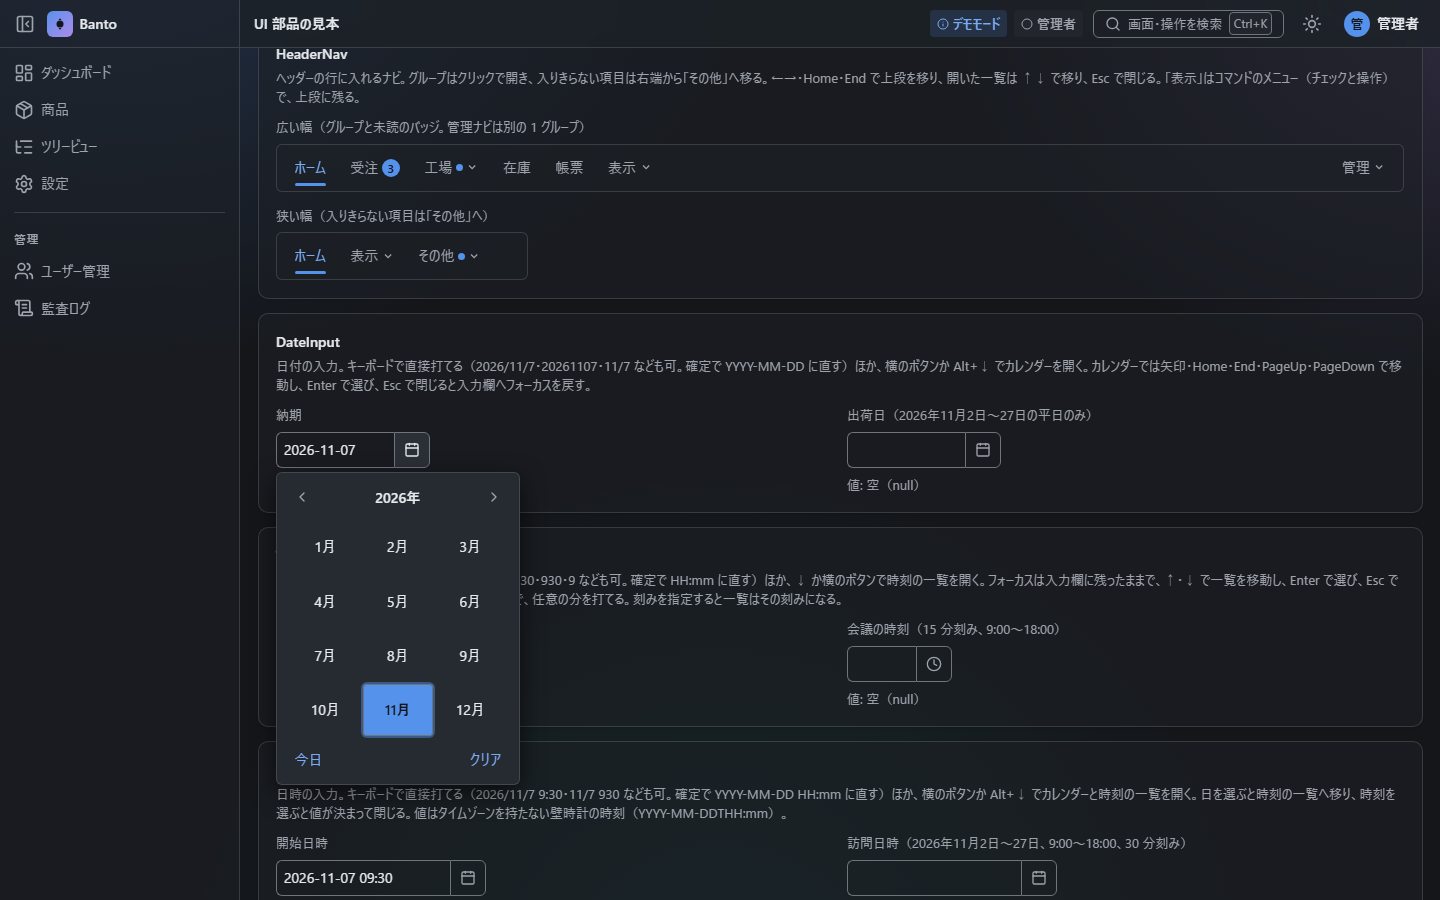 Banto
UI 部品の見本
デモモード
管理者
画面・操作を検索
Ctrl+K
管
管理者
ダッシュボード
商品
ツリービュー
設定
管理
ユーザー管理
監査ログ
HeaderNav
ヘッダーの行に入れるナビ。グループはクリックで開き、入りきらない項目は右端から「その他」へ移る。←→・Home・End で上段を移り、開いた一覧は ↑↓ で移り、Esc で閉じる。「表示」はコマンドのメニュー（チェックと操作）
で、上段に残る。
広い幅（グループと未読のバッジ。管理ナビは別の 1 グループ）
ホーム 受注 3 工場 在庫 帳票 表示 管理
狭い幅（入りきらない項目は「その他」へ）
ホーム 表示 その他
DateInput
日付の入力。キーボードで直接打てる（2026/11/7・20261107・11/7 なども可。確定で YYYY-MM-DD に直す）ほか、横のボタンか Alt+↓ でカレンダーを開く。カレンダーでは矢印・Home・End・PageUp・PageDown で移
動し、Enter で選び、Esc で閉じると入力欄へフォーカスを戻す。
納期
出荷日（2026年11月2日〜27日の平日のみ）
2026-11-07
値: 空（null）
2026年
1月 2月 3月
4月 5月 6月
7月 8月 9月
10月 11月 12月
今日 クリア
30・930・9 なども可。確定で HH:mm に直す）ほか、↓ か横のボタンで時刻の一覧を開く。フォーカスは入力欄に残ったままで、↑・↓ で一覧を移動し、Enter で選び、Esc で
、任意の分を打てる。刻みを指定すると一覧はその刻みになる。
会議の時刻（15 分刻み、9:00〜18:00）
値: 空（null）
日時の入力。キーボードで直接打てる（2026/11/7 9:30・11/7 930 なども可。確定で YYYY-MM-DD HH:mm に直す）ほか、横のボタンか Alt+↓ でカレンダーと時刻の一覧を開く。日を選ぶと時刻の一覧へ移り、時刻を
選ぶと値が決まって閉じる。値はタイムゾーンを持たない壁時計の時刻（YYYY-MM-DDTHH:mm）。
開始日時
訪問日時（2026年11月2日〜27日、9:00〜18:00、30 分刻み）
2026-11-07 09:30